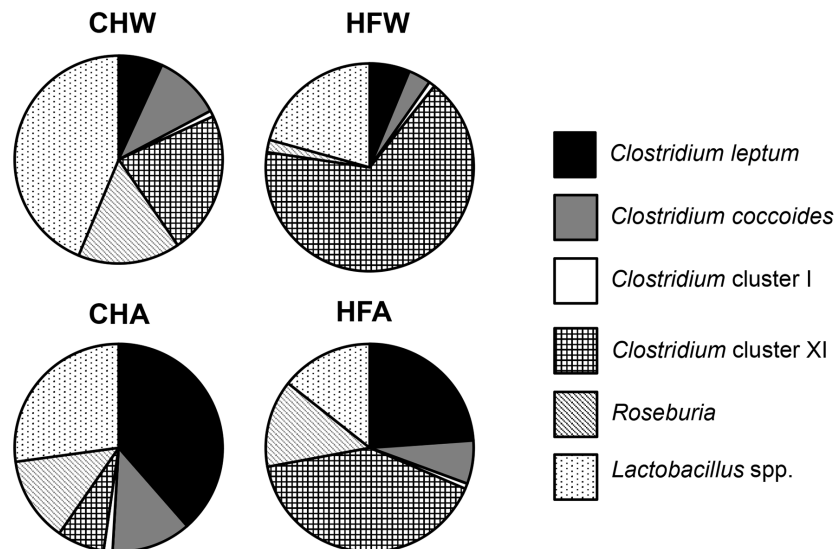 CHW
HFW
CHA
HFA
Clostridium leptum
Clostridium coccoides
Clostridium cluster I
Clostridium cluster XI
Roseburia
Lactobacillus spp.